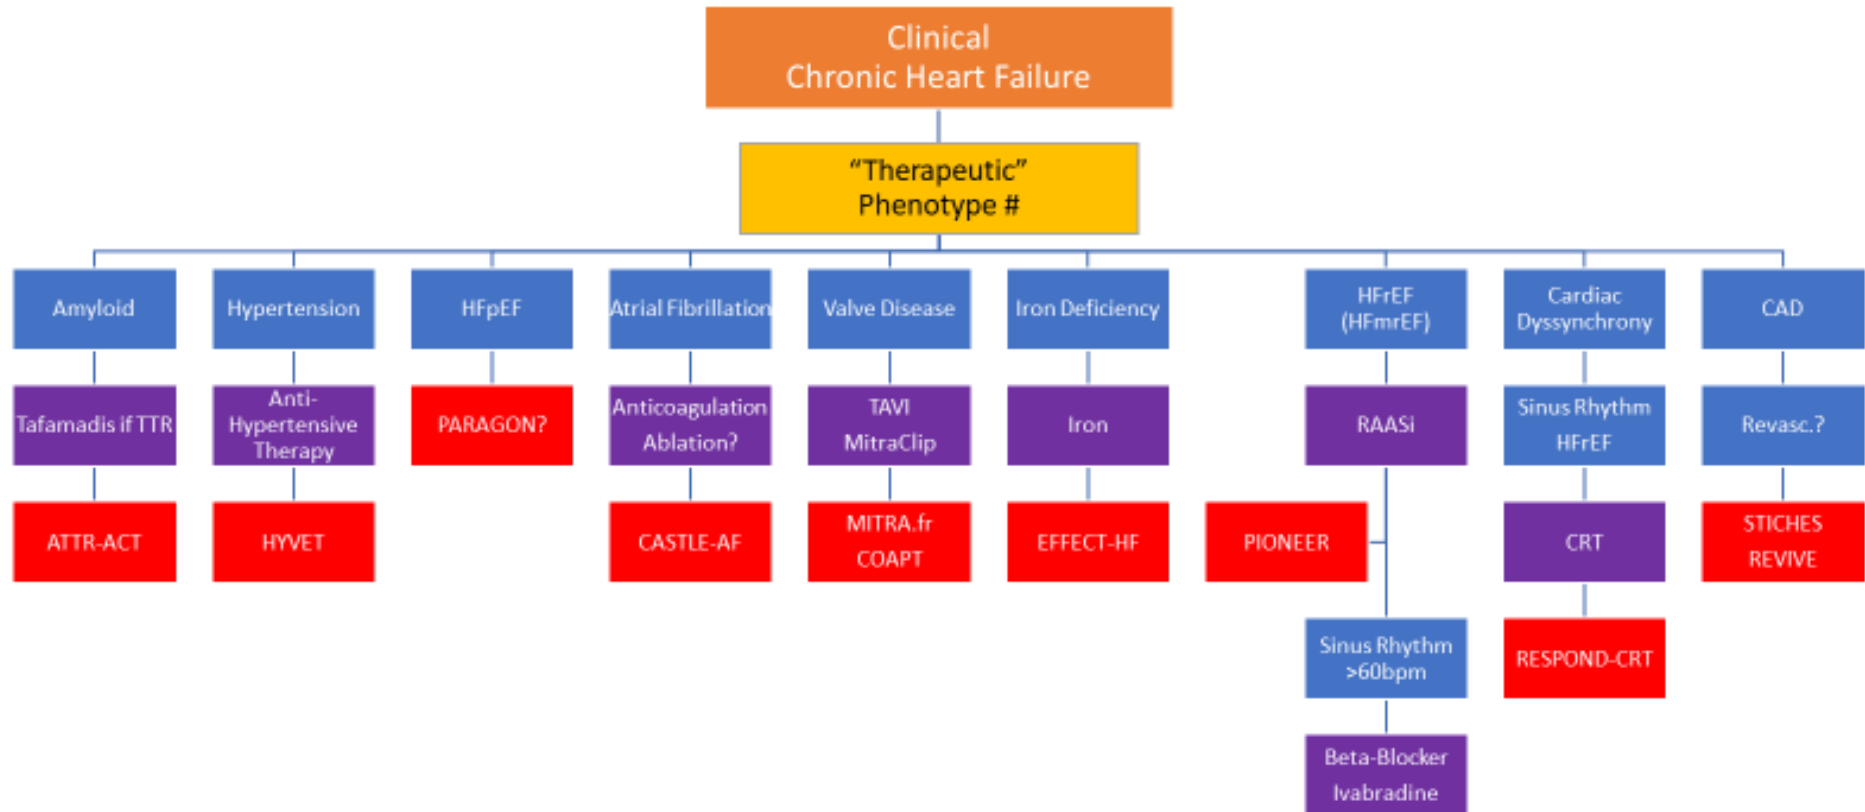 Clinical
Chronic Heart Failure
“Therapeutic”
Phenotype #
Amyloid
Hypertension
HFpEF
Atrial Fibrillation
Valve Disease
Iron Deficiency
HFrEF
(HFmrEF)
Cardiac
Dyssynchrony
CAD
Tafamadis if TTR
Anti-
Hypertensive
Therapy
PARAGON?
Anticoagulation
Ablation?
TAVI
MitraClip
Iron
RAASi
Sinus Rhythm
HFrEF
Revasc.?
ATTR-ACT
HYVET
CASTLE-AF
MITRA.fr
COAPT
EFFECT-HF
PIONEER
CRT
STICHES
REVIVE
Sinus Rhythm
>60bpm
RESPOND-CRT
Beta-Blocker
Ivabradine